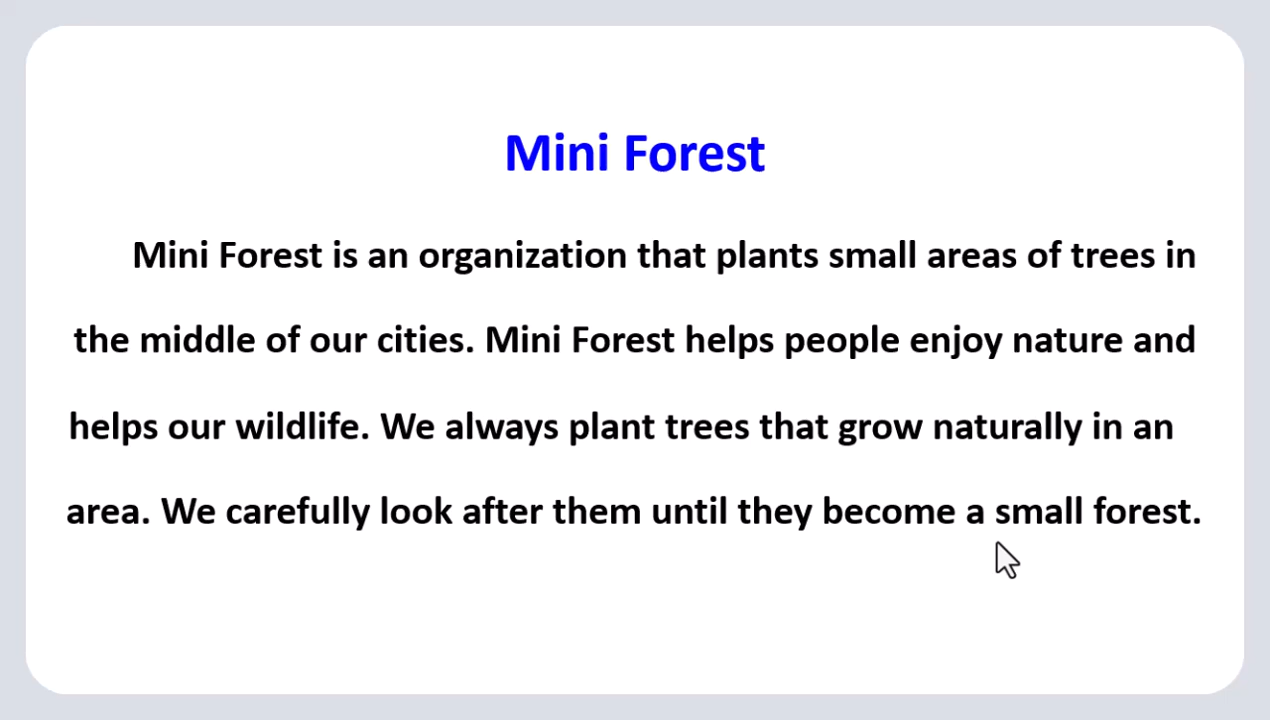 Mini Forest
Mini Forest is an organization that plants small areas of trees in
the middle of our cities. Mini Forest helps people enjoy nature and
helps our wildlife. We always plant trees that grow naturally in an
area. We carefully look after them until they become a small forest.